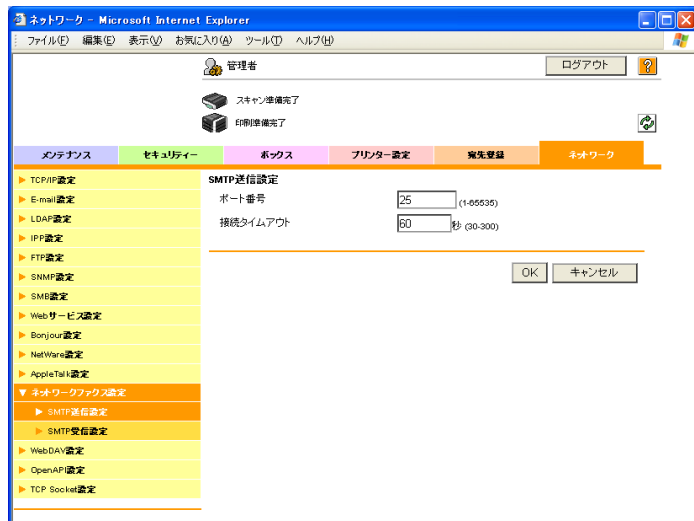 ネットワーク - Microsoft Internet Explorer
ファイル(F) 編集(E) 表示(V) お気に入り(A) ツール(T) ヘルプ(H)
管理者
ログアウト
?
スキャン準備完了
印刷準備完了
メンテナンス セキュリティー ボックス プリンター設定 宛先登録 ネットワーク
TCP/IP設定
E-mail設定
LDAP設定
IPP設定
FTP設定
SNMP設定
SMB設定
Webサービス設定
Bonjour設定
NetWare設定
AppleTalk設定
ネットワークファクス設定
SMTP送信設定
SMTP受信設定
WebDAV設定
OpenAPI設定
TCP Socket設定
SMTP送信設定
ポート番号 25 (1-65535)
接続タイムアウト 60 秒 (30-300)
OK キャンセル